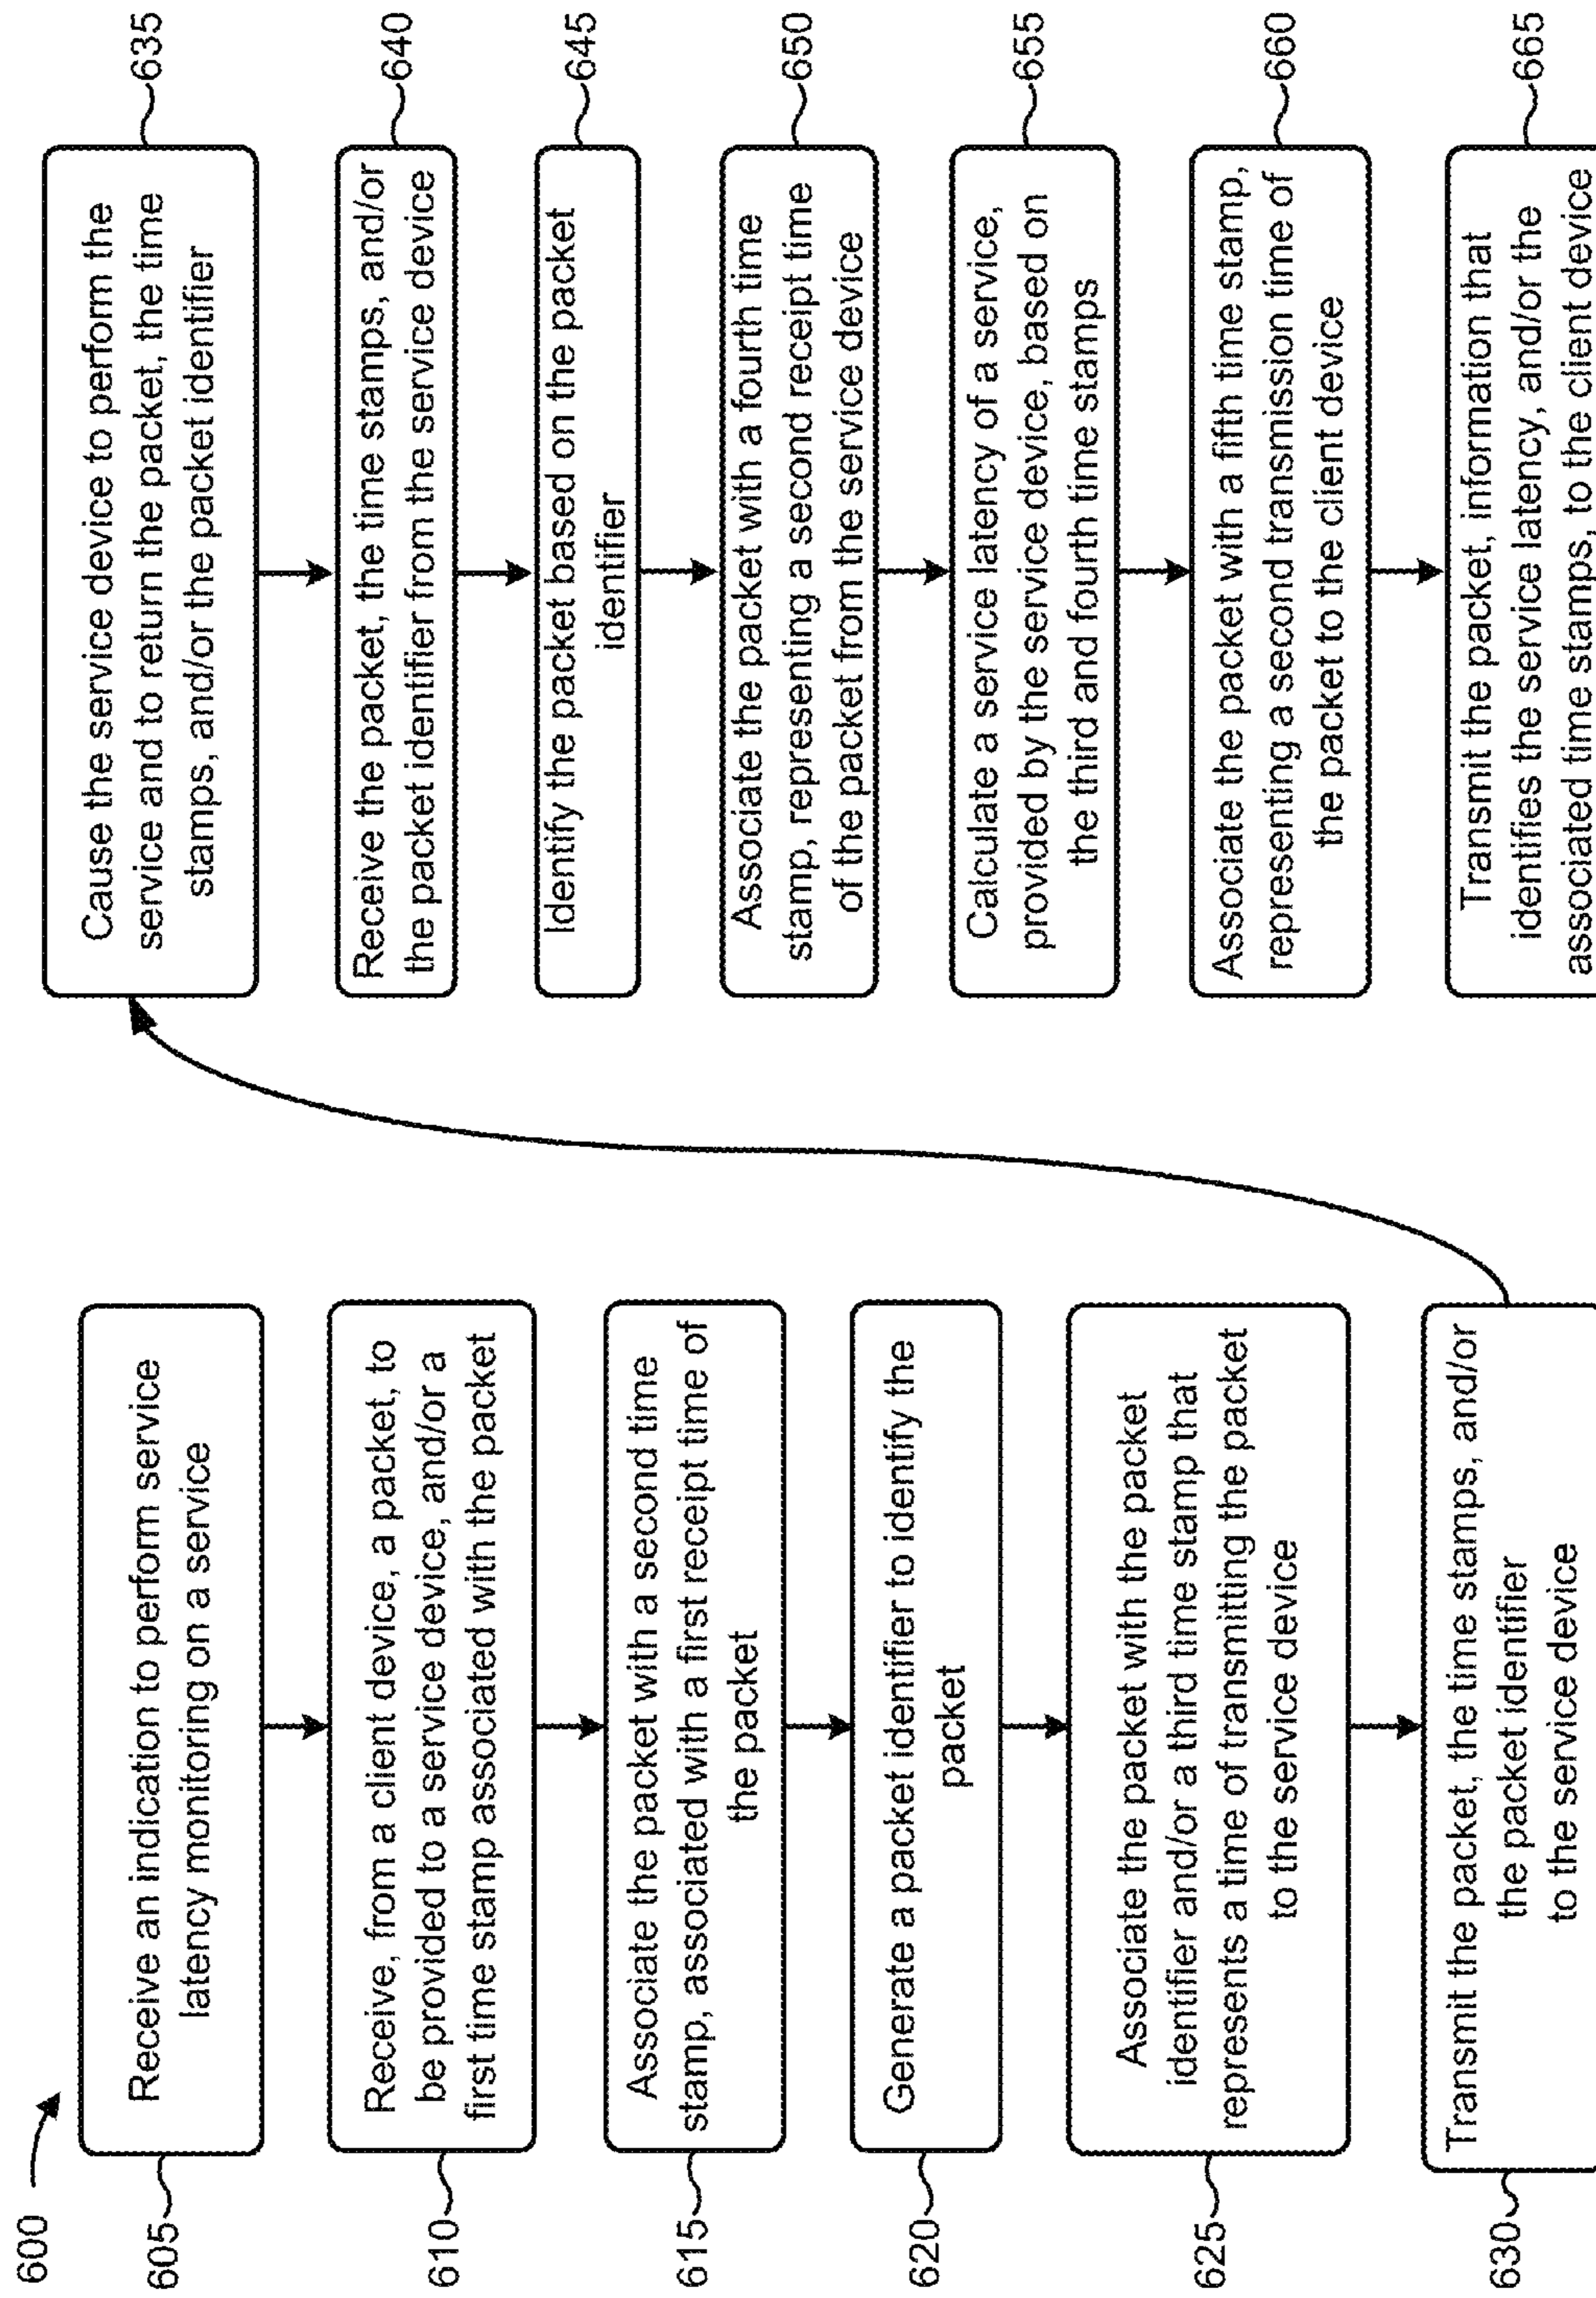 600
605
Receive an indication to perform service
latency monitoring on a service
610
Receive, from a client device, a packet, to
be provided to a service device, and/or a
first time stamp associated with the packet
615
Associate the packet with a second time
stamp, associated with a first receipt time of
the packet
620
Generate a packet identifier to identify the
packet
625
Associate the packet with the packet
identifier and/or a third time stamp that
represents a time of transmitting the packet
to the service device
630
Transmit the packet, the time stamps, and/or
the packet identifier
to the service device
635
Cause the service device to perform the
service and to return the packet, the time
stamps, and/or the packet identifier
640
Receive the packet, the time stamps, and/or
the packet identifier from the service device
645
Identify the packet based on the packet
identifier
650
Associate the packet with a fourth time
stamp, representing a second receipt time
of the packet from the service device
655
Calculate a service latency of a service,
provided by the service device, based on
the third and fourth time stamps
660
Associate the packet with a fifth time stamp,
representing a second transmission time of
the packet to the client device
665
Transmit the packet, information that
identifies the service latency, and/or the
associated time stamps, to the client device